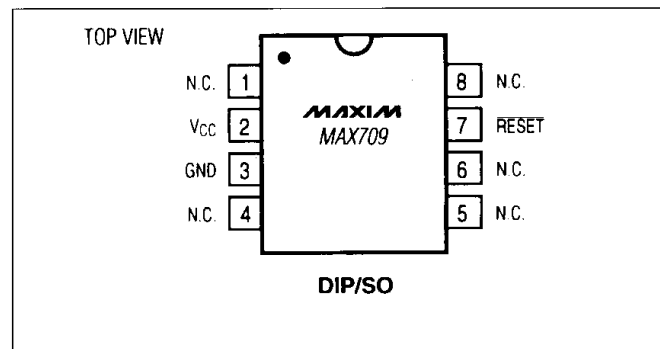 TOP VIEW
N.C. 1
8 N.C.
VCC 2
7 RESET
GND 3
6 N.C.
N.C. 4
5 N.C.
MAXIM
MAX709
DIP/SO